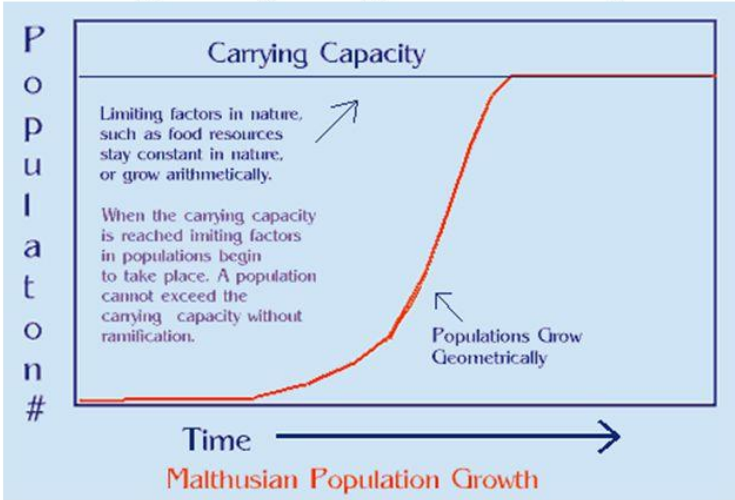 Populaton#
Carrying Capacity
Limiting factors in nature,
such as food resources
stay constant in nature,
or grow arithmetically.
When the carrying capacity
is reached imiting factors
in populations begin
to take place. A population
cannot exceed the
carrying capacity without
ramification.
Populations Grow
Geometrically
Time
Malthusian Population Growth